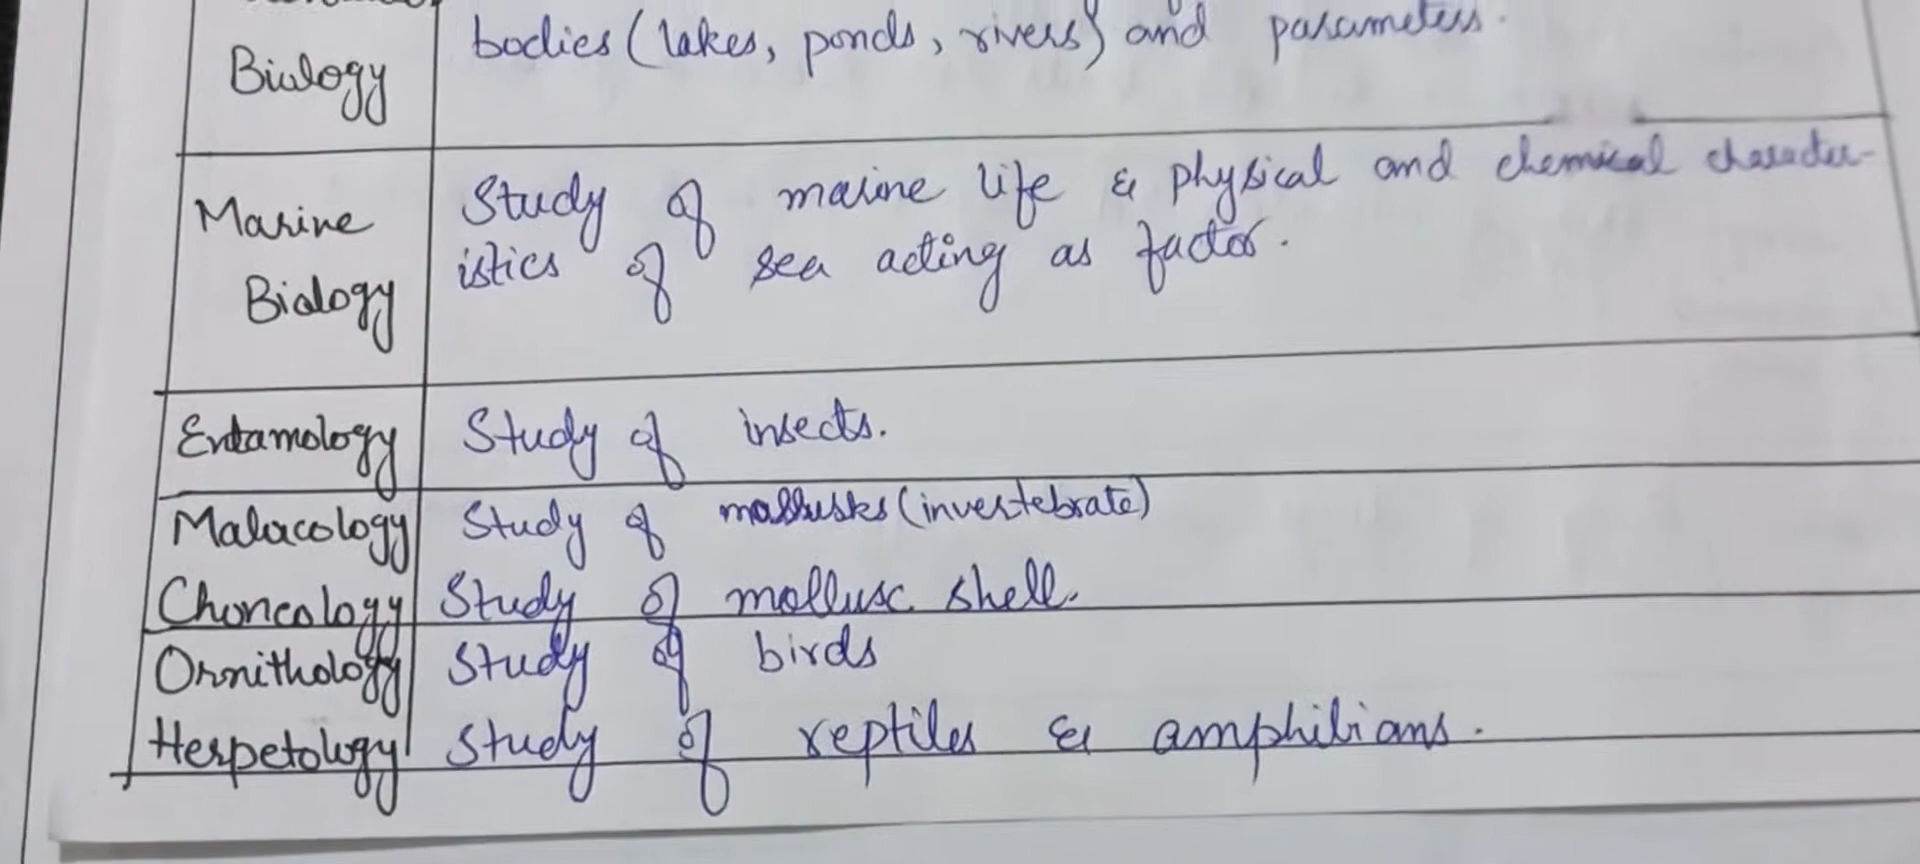 Biology
bodies (lakes, ponds, rivers) and parameters.
Marine
Biology
Study of marine life & physical and chemical character-
istics of sea acting as factor.
Entamology Study of insects.
Malacology Study of mollusks (invertebrate)
Choncology Study of mollusc shell.
Ornithology Study of birds
Herpetology Study of reptiles & amphibians.